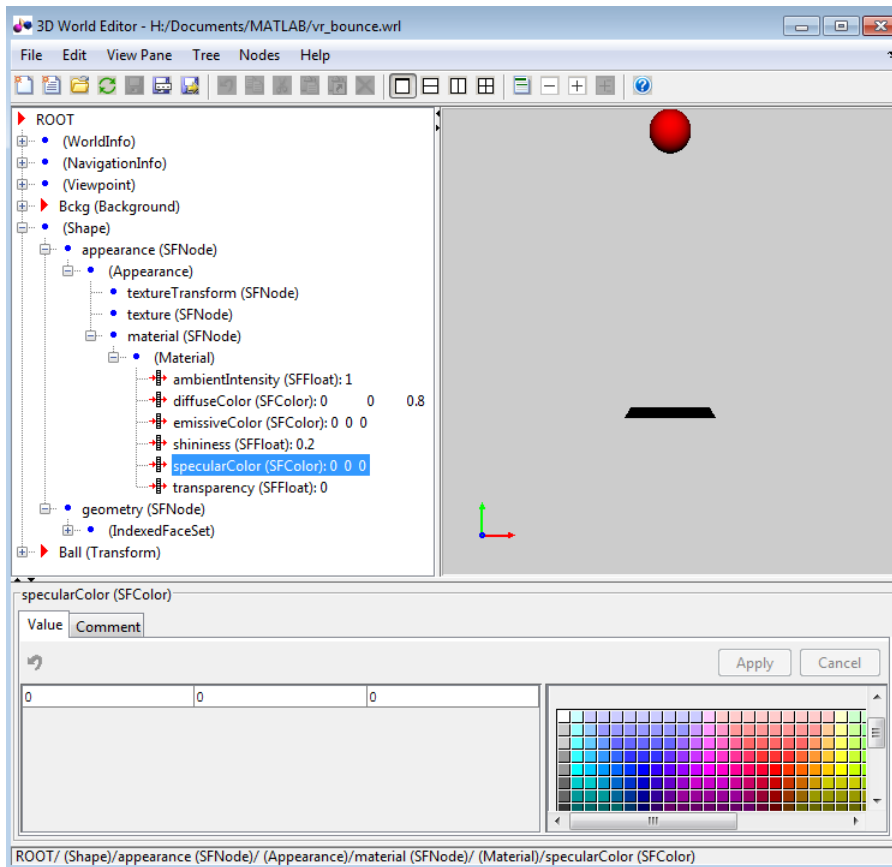 3D World Editor - H:/Documents/MATLAB/vr_bounce.wrl
File Edit View Pane Tree Nodes Help
ROOT
(WorldInfo)
(NavigationInfo)
(Viewpoint)
Bckg (Background)
(Shape)
appearance (SFNode)
(Appearance)
textureTransform (SFNode)
texture (SFNode)
material (SFNode)
(Material)
ambientIntensity (SFFloat): 1
diffuseColor (SFColor): 0 0 0.8
emissiveColor (SFColor): 0 0 0
shininess (SFFloat): 0.2
specularColor (SFColor): 0 0 0
transparency (SFFloat): 0
geometry (SFNode)
(IndexedFaceSet)
Ball (Transform)
specularColor (SFColor)
Value Comment
Apply Cancel
0 0 0
ROOT/ (Shape)/appearance (SFNode)/ (Appearance)/material (SFNode)/ (Material)/specularColor (SFColor)